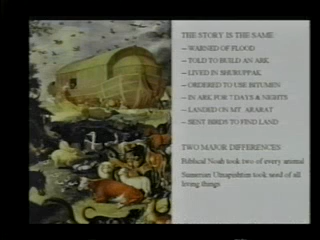 THE STORY IS THE SAME
-- WARNED OF FLOOD
-- TOLD TO BUILD AN ARK
-- LIVED IN SHURUPPAK
-- ORDERED TO USE BITUMEN
-- IN ARK FOR 7 DAYS & NIGHTS
-- LANDED ON MT ARARAT
-- SENT BIRDS TO FIND LAND
TWO MAJOR DIFFERENCES
Biblical Noah took two of every animal
Sumerian Utnapishtim took seed of all
living things